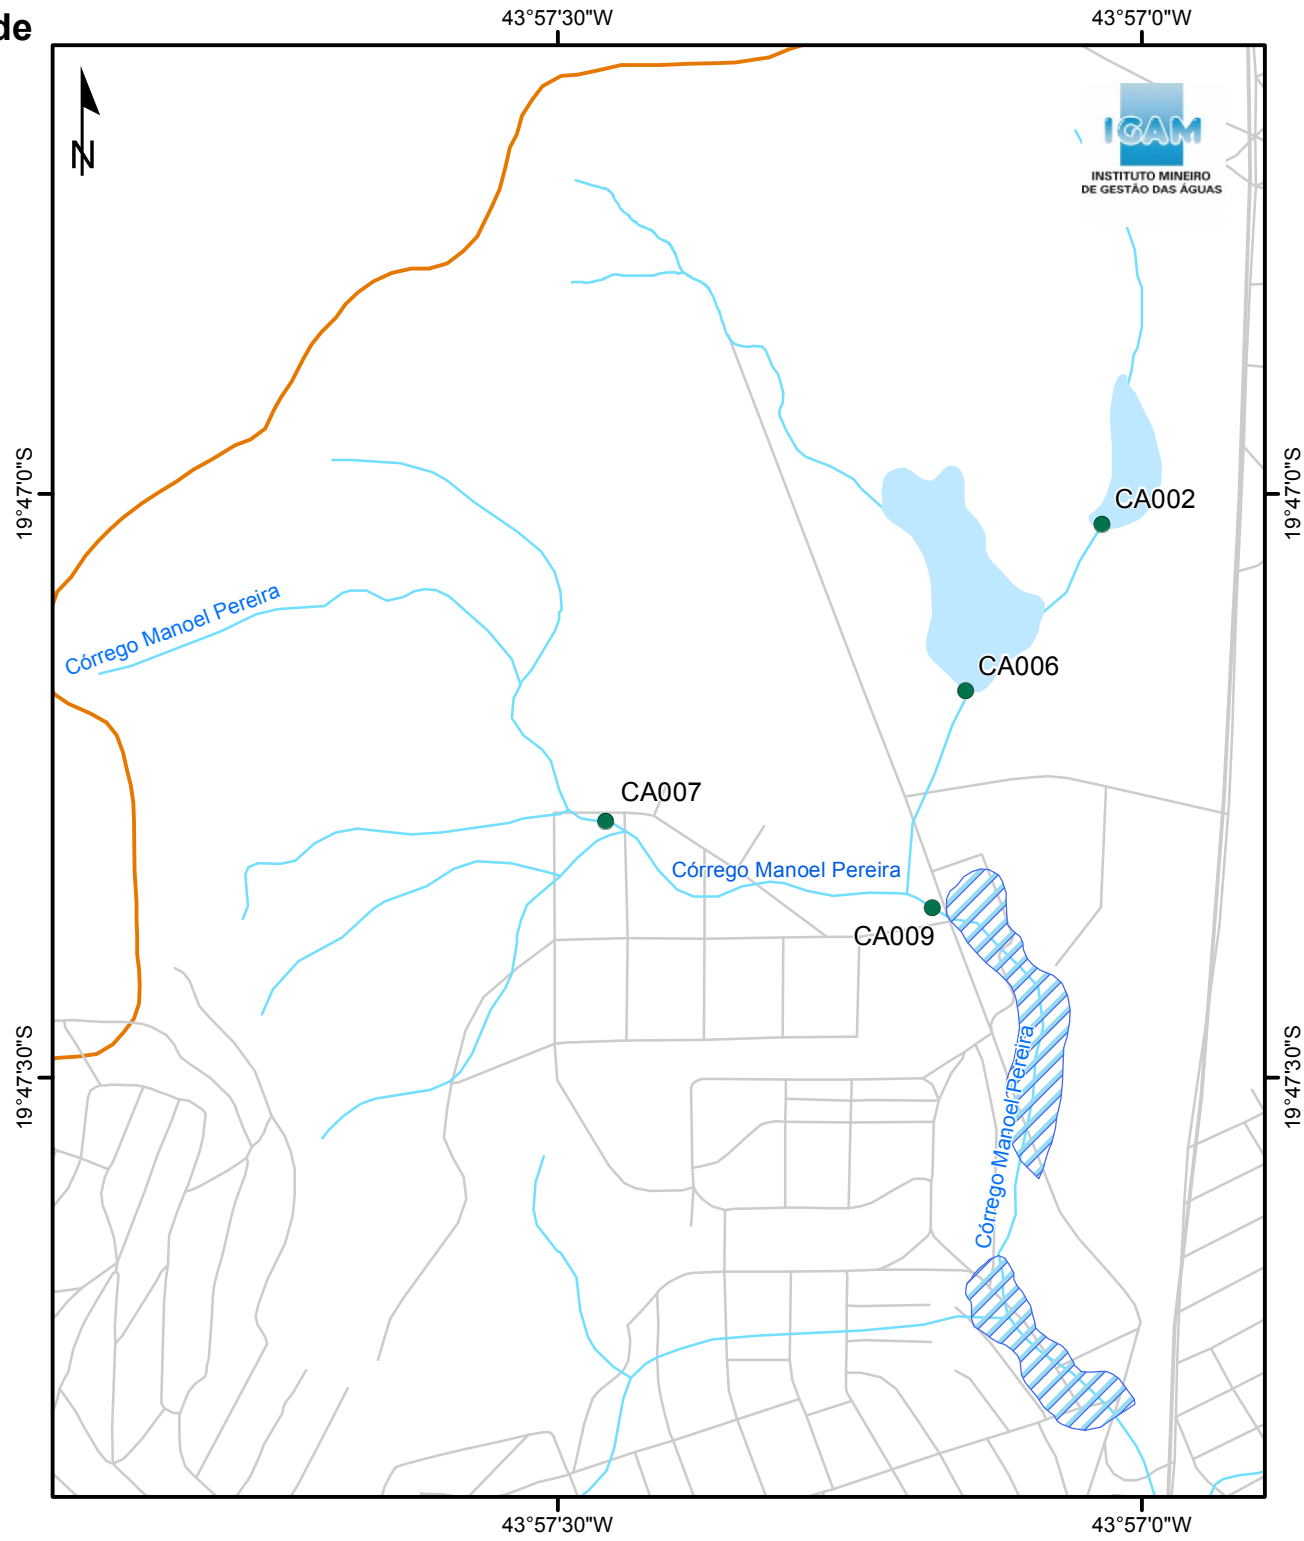 de
43°57'30"W
43°57'0"W
N
IGAM
INSTITUTO MINEIRO
DE GESTÃO DAS ÁGUAS
19°47'0"S
19°47'0"S
CA002
Córrego Manoel Pereira
CA006
CA007
Córrego Manoel Pereira
CA009
19°47'30"S
Córrego Manoel Pereira
19°47'30"S
43°57'30"W
43°57'0"W